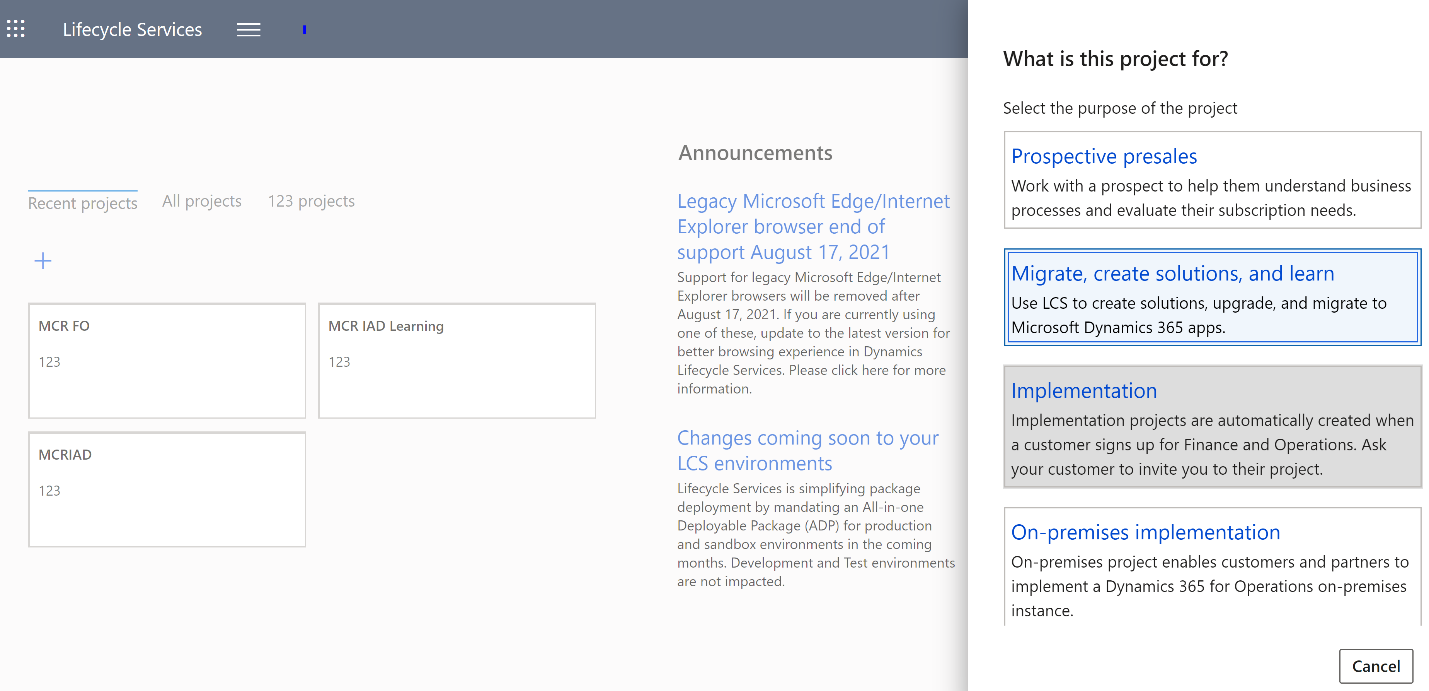 Lifecycle Services
Recent projects
All projects
123 projects
MCR FO
123
MCR IAD Learning
123
MCRIAD
123
Announcements
Legacy Microsoft Edge/Internet
Explorer browser end of
support August 17, 2021
Support for legacy Microsoft Edge/Internet
Explorer browsers will be removed after
August 17, 2021. If you are currently using
one of these, update to the latest version for
better browsing experience in Dynamics
Lifecycle Services. Please click here for more
information.
Changes coming soon to your
LCS environments
Lifecycle Services is simplifying package
deployment by mandating an All-in-one
Deployable Package (ADP) for production
and sandbox environments in the coming
months. Development and Test environments
are not impacted.
What is this project for?
Select the purpose of the project
Prospective presales
Work with a prospect to help them understand business
processes and evaluate their subscription needs.
Migrate, create solutions, and learn
Use LCS to create solutions, upgrade, and migrate to
Microsoft Dynamics 365 apps.
Implementation
Implementation projects are automatically created when
a customer signs up for Finance and Operations. Ask
your customer to invite you to their project.
On-premises implementation
On-premises project enables customers and partners to
implement a Dynamics 365 for Operations on-premises
instance.
Cancel